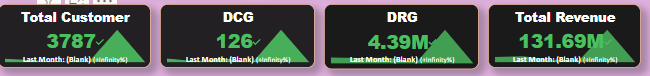 Total Customer
3787✓
Last Month: (Blank) (+Infinity%)
DCG
126✓
Last Month: (Blank) (+Infinity%)
DRG
4.39M✓
Last Month: (Blank) (+Infinity%)
Total Revenue
131.69M✓
Last Month: (Blank) (+Infinity%)